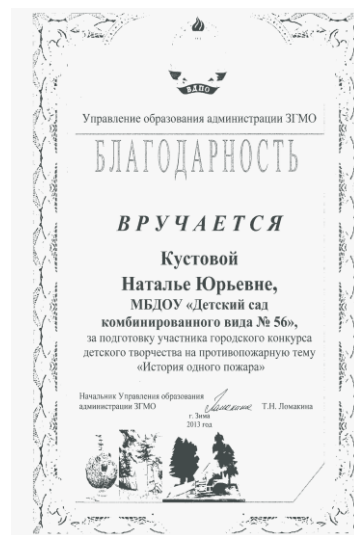 ВДПО
Управление образования администрации ЗГМО
БЛАГОДАРНОСТЬ
ВРУЧАЕТСЯ
Кустовой
Наталье Юрьевне,
МБДОУ «Детский сад
комбинированного вида № 56»,
за подготовку участника городского конкурса
детского творчества на противопожарную тему
«История одного пожара»
Начальник Управления образования
администрации ЗГМО Т.Н. Ломакина
г. Зима
2013 год